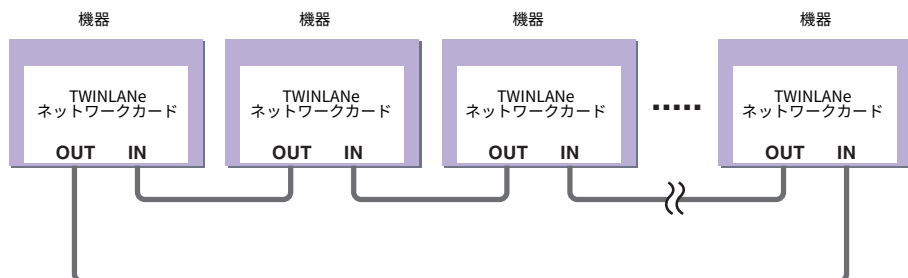 機器 機器 機器 機器
TWINLANe
ネットワークカード
OUT IN
TWINLANe
ネットワークカード
OUT IN
TWINLANe
ネットワークカード
OUT IN
.....
TWINLANe
ネットワークカード
OUT IN